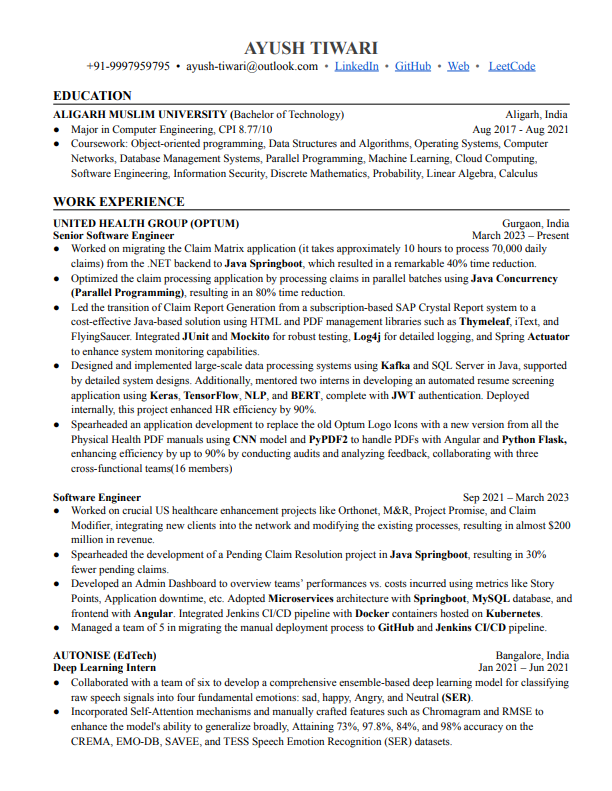 AYUSH TIWARI
+91-9997959795 • ayush-tiwari@outlook.com • LinkedIn • GitHub • Web • LeetCode
EDUCATION
ALIGARH MUSLIM UNIVERSITY (Bachelor of Technology) Aligarh, India
● Major in Computer Engineering, CPI 8.77/10 Aug 2017 - Aug 2021
● Coursework: Object-oriented programming, Data Structures and Algorithms, Operating Systems, Computer
Networks, Database Management Systems, Parallel Programming, Machine Learning, Cloud Computing,
Software Engineering, Information Security, Discrete Mathematics, Probability, Linear Algebra, Calculus
WORK EXPERIENCE
UNITED HEALTH GROUP (OPTUM) Gurgaon, India
Senior Software Engineer March 2023 – Present
● Worked on migrating the Claim Matrix application (it takes approximately 10 hours to process 70,000 daily
claims) from the .NET backend to Java Springboot, which resulted in a remarkable 40% time reduction.
● Optimized the claim processing application by processing claims in parallel batches using Java Concurrency
(Parallel Programming), resulting in an 80% time reduction.
● Led the transition of Claim Report Generation from a subscription-based SAP Crystal Report system to a
cost-effective Java-based solution using HTML and PDF management libraries such as Thymeleaf, iText, and
FlyingSaucer. Integrated JUnit and Mockito for robust testing, Log4j for detailed logging, and Spring Actuator
to enhance system monitoring capabilities.
● Designed and implemented large-scale data processing systems using Kafka and SQL Server in Java, supported
by detailed system designs. Additionally, mentored two interns in developing an automated resume screening
application using Keras, TensorFlow, NLP, and BERT, complete with JWT authentication. Deployed
internally, this project enhanced HR efficiency by 90%.
● Spearheaded an application development to replace the old Optum Logo Icons with a new version from all the
Physical Health PDF manuals using CNN model and PyPDF2 to handle PDFs with Angular and Python Flask,
enhancing efficiency by up to 90% by conducting audits and analyzing feedback, collaborating with three
cross-functional teams(16 members)
Software Engineer Sep 2021 – March 2023
● Worked on crucial US healthcare enhancement projects like Orthonet, M&R, Project Promise, and Claim
Modifier, integrating new clients into the network and modifying the existing processes, resulting in almost $200
million in revenue.
● Spearheaded the development of a Pending Claim Resolution project in Java Springboot, resulting in 30%
fewer pending claims.
● Developed an Admin Dashboard to overview teams’ performances vs. costs incurred using metrics like Story
Points, Application downtime, etc. Adopted Microservices architecture with Springboot, MySQL database, and
frontend with Angular. Integrated Jenkins CI/CD pipeline with Docker containers hosted on Kubernetes.
● Managed a team of 5 in migrating the manual deployment process to GitHub and Jenkins CI/CD pipeline.
AUTONISE (EdTech) Bangalore, India
Deep Learning Intern Jan 2021 – Jun 2021
● Collaborated with a team of six to develop a comprehensive ensemble-based deep learning model for classifying
raw speech signals into four fundamental emotions: sad, happy, Angry, and Neutral (SER).
● Incorporated Self-Attention mechanisms and manually crafted features such as Chromagram and RMSE to
enhance the model's ability to generalize broadly, Attaining 73%, 97.8%, 84%, and 98% accuracy on the
CREMA, EMO-DB, SAVEE, and TESS Speech Emotion Recognition (SER) datasets.